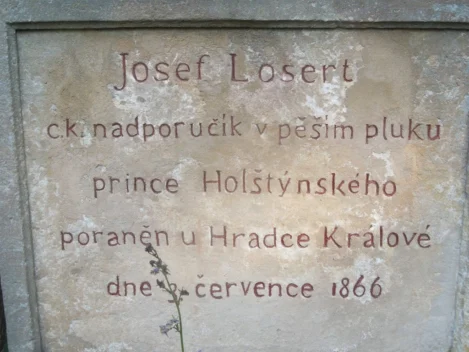 Josef Losert
c.k. nadporučík v pěším pluku
prince Holštýnského
poraněn u Hradce Králové
dne července 1866